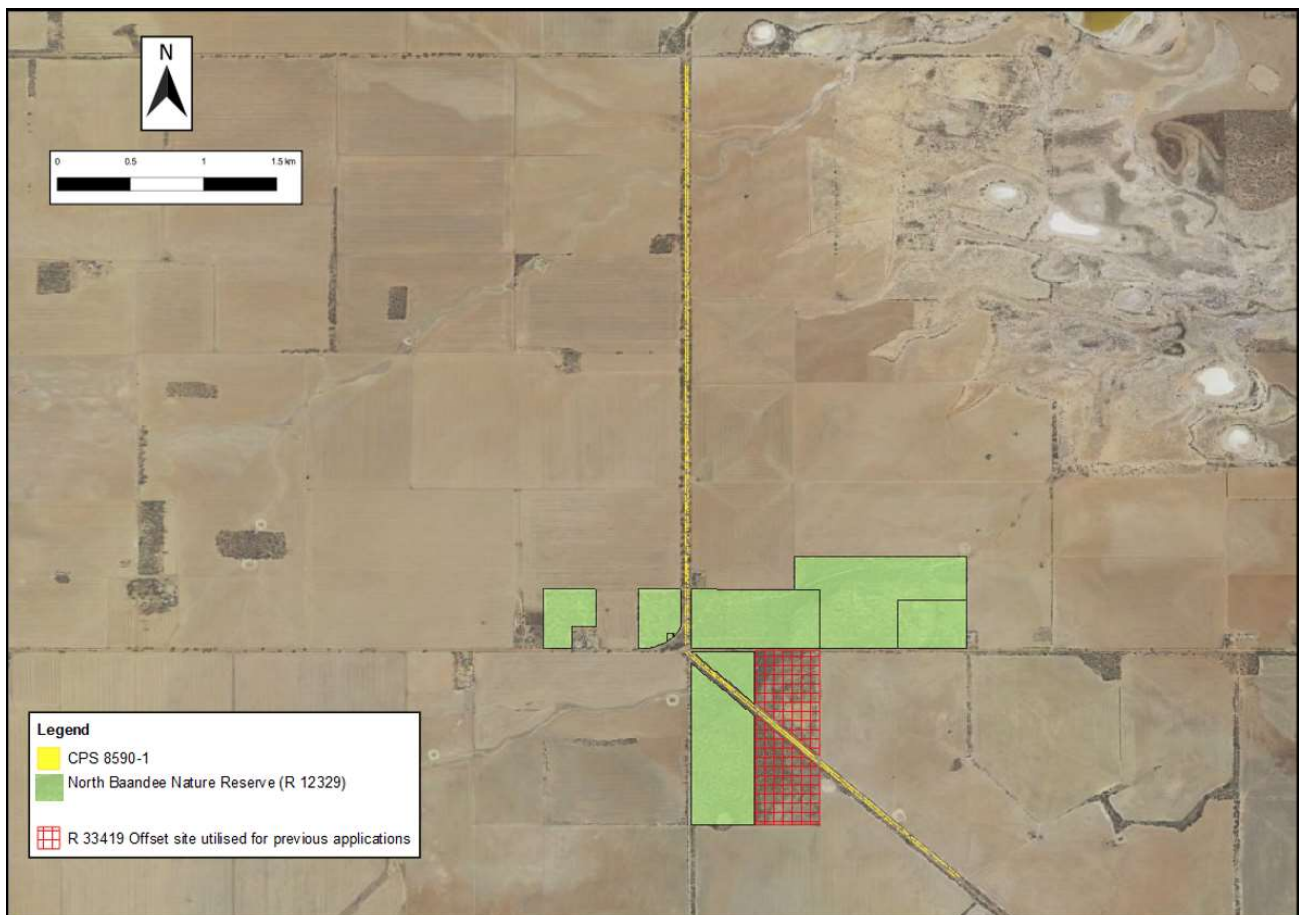 N
0 0.5 1 1.5 km
Legend
CPS 8590-1
North Baandee Nature Reserve (R 12329)
R 33419 Offset site utilised for previous applications